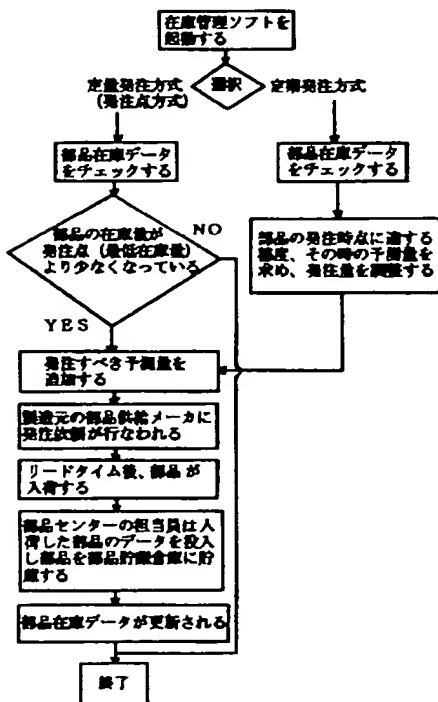 在庫管理ソフトを
起動する
選択
定量発注方式
(発注点方式)
定期発注方式
部品在庫データ
をチェックする
部品在庫データ
をチェックする
部品の在庫量が
発注点（最低在庫量）
より少なくなっている
NO
YES
部品の発注時点に達する
都度、その時の予測量を
求め、発注量を調整する
発注すべき予測量を
追加する
製造元の部品供給メーカに
発注依頼が行なわれる
リードタイム後、部品が
入荷する
部品センターの担当員は入
荷した部品のデータを投入
し部品を部品貯蔵倉庫に貯
蔵する
部品在庫データが更新される
終了